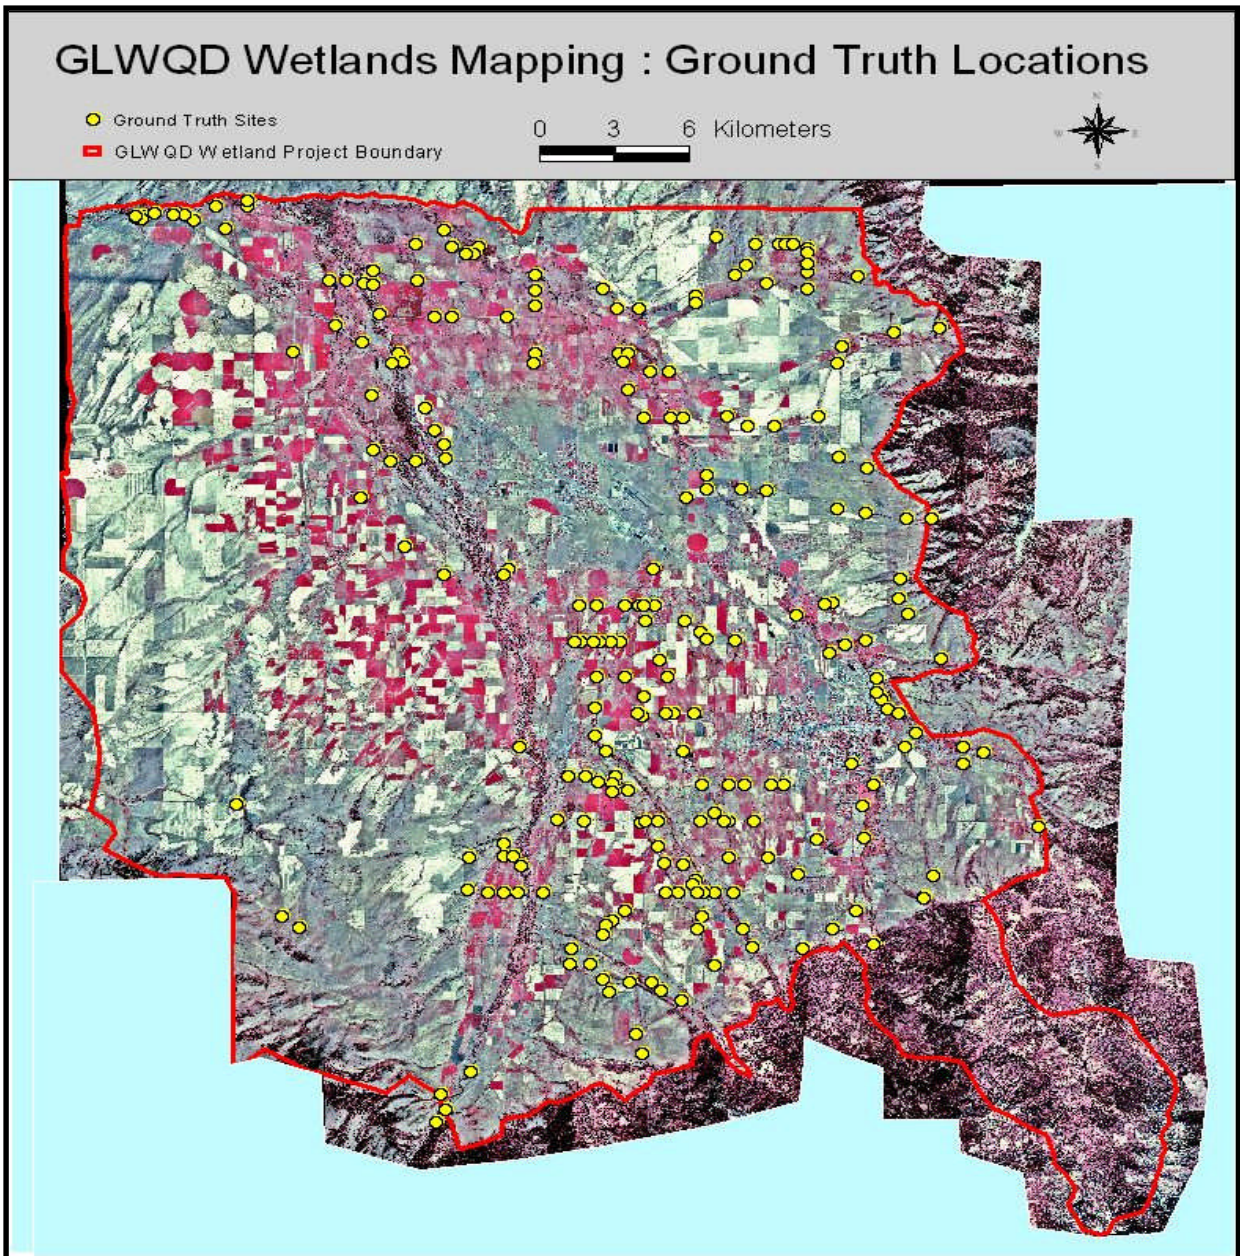 GLWQD Wetlands Mapping : Ground Truth Locations
Ground Truth Sites
GLWQD Wetland Project Boundary
0 3 6 Kilometers
N
W E
S